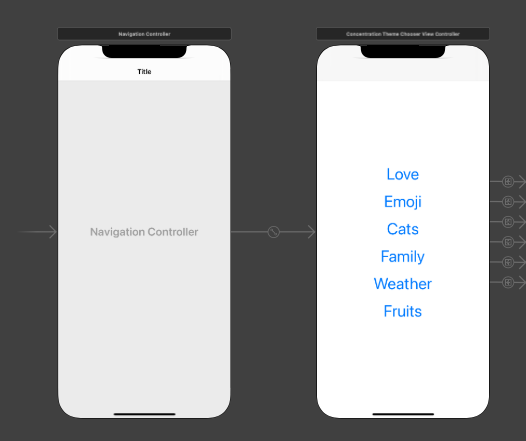 Navigation Controller
Concentration Theme Chooser View Controller
Title
Navigation Controller
Love
Emoji
Cats
Family
Weather
Fruits